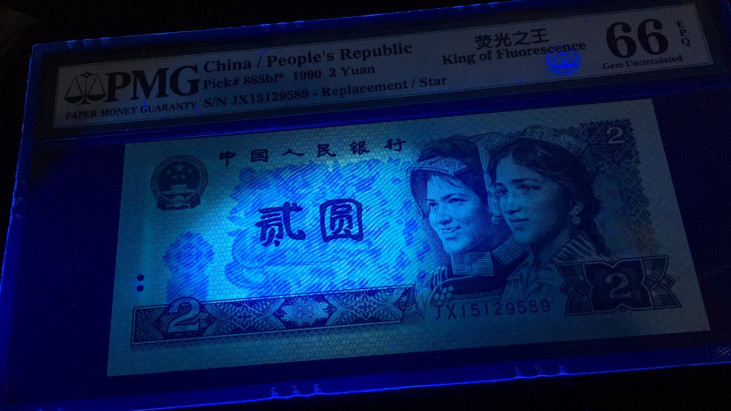 PMG
PAPER MONEY GUARANTY
China / People's Republic
Pick# 885bf* 1990 2 Yuan
S/N JX15129589 - Replacement / Star
荧光之王
King of Fluorescence
66
EPQ
Gem Uncirculated
中国人民银行
2
贰圆
JX15129589
2
2